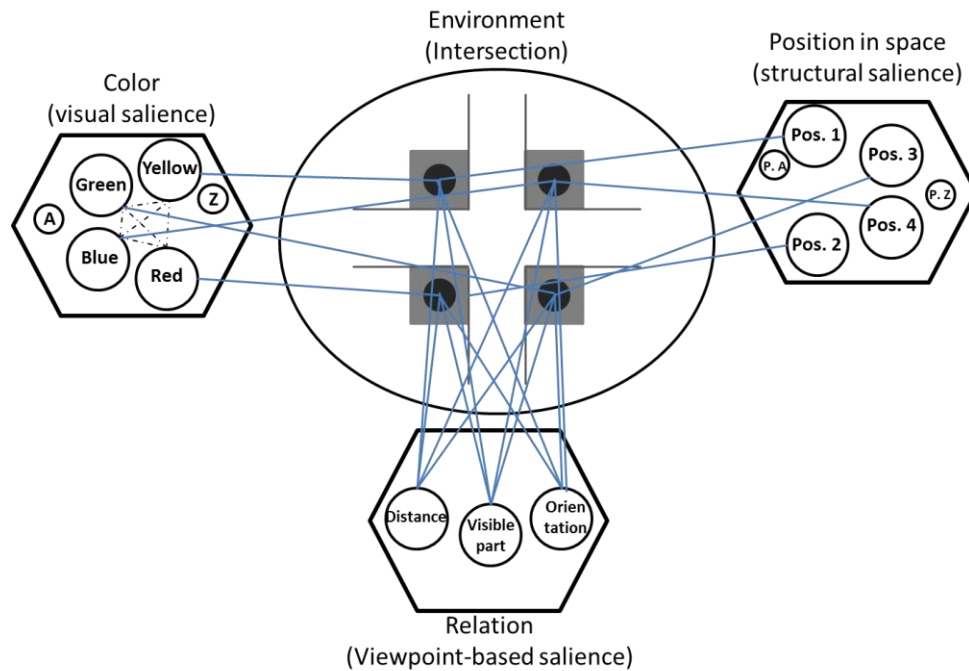 Environment
(Intersection)
Color
(visual salience)
Position in space
(structural salience)
Green
Yellow
A
Z
Blue
Red
Pos. 1
Pos. 3
P. A
P. Z
Pos. 2
Pos. 4
Distance
Visible
part
Orien
tation
Relation
(Viewpoint-based salience)